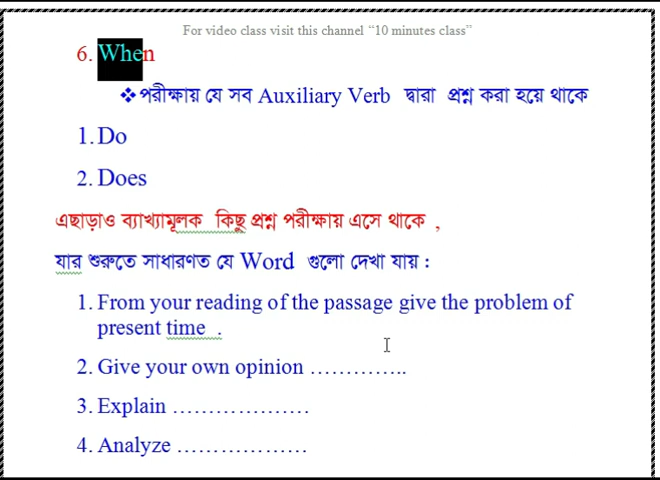 For video class visit this channel “10 minutes class”
6. When
❖পরীক্ষায় যে সব Auxiliary Verb দ্বারা প্রশ্ন করা হয়ে থাকে
1. Do
2. Does
এছাড়াও ব্যাখ্যামূলক কিছু প্রশ্ন পরীক্ষায় এসে থাকে ,
যার শুরুতে সাধারণত যে Word গুলো দেখা যায় :
1. From your reading of the passage give the problem of
present time .
2. Give your own opinion …………..
3. Explain …………………
4. Analyze ………………